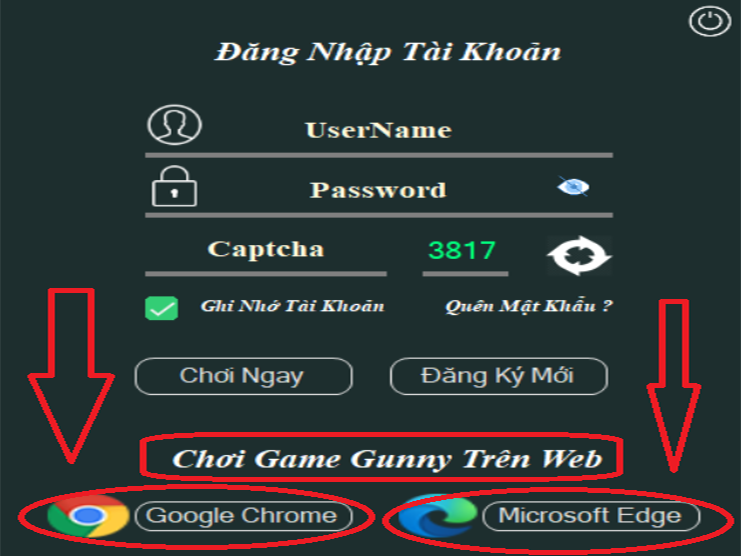 Đăng Nhập Tài Khoản
UserName
Password
Captcha 3817
Ghi Nhớ Tài Khoản Quên Mật Khẩu ?
Chơi Ngay Đăng Ký Mới
Chơi Game Gunny Trên Web
Google Chrome Microsoft Edge